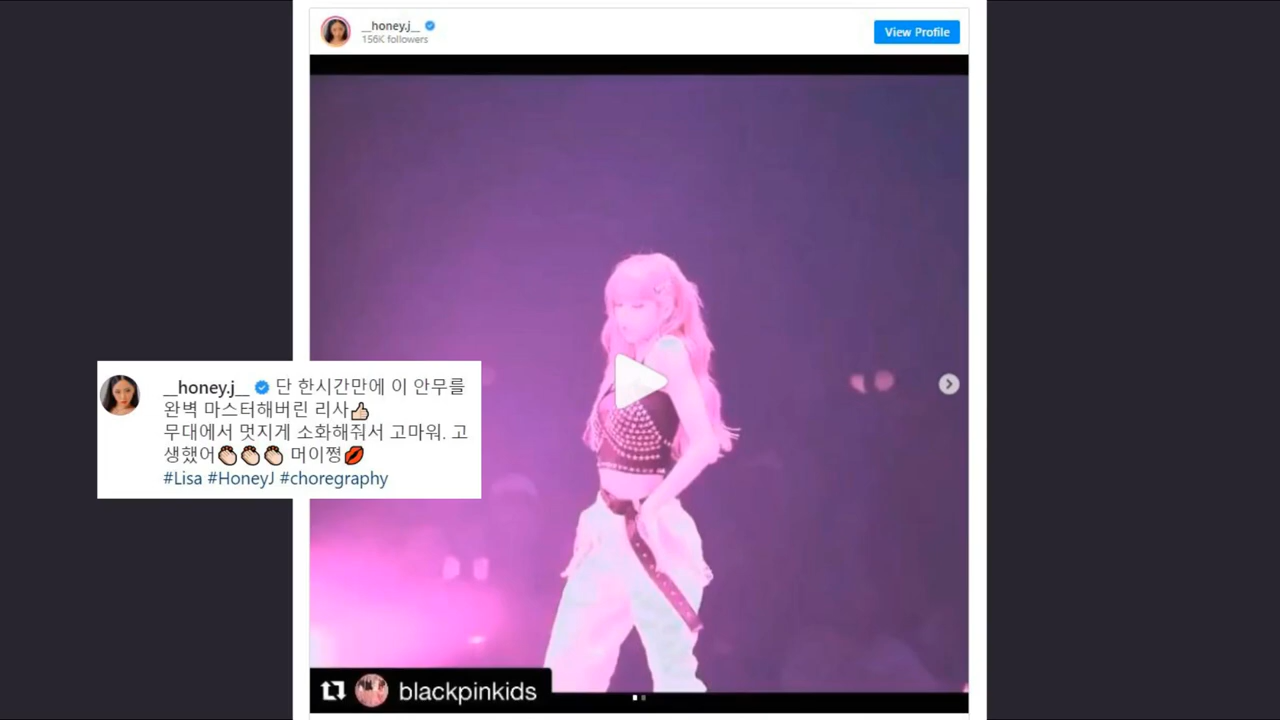 __honey.j__
156K followers
View Profile
__honey.j__ 단 한시간만에 이 안무를
완벽 마스터해버린 리사👍🏻
무대에서 멋지게 소화해줘서 고마워. 고
생했어👏🏻👏🏻👏🏻 머이쪙💋
#Lisa #HoneyJ #choregraphy
blackpinkids